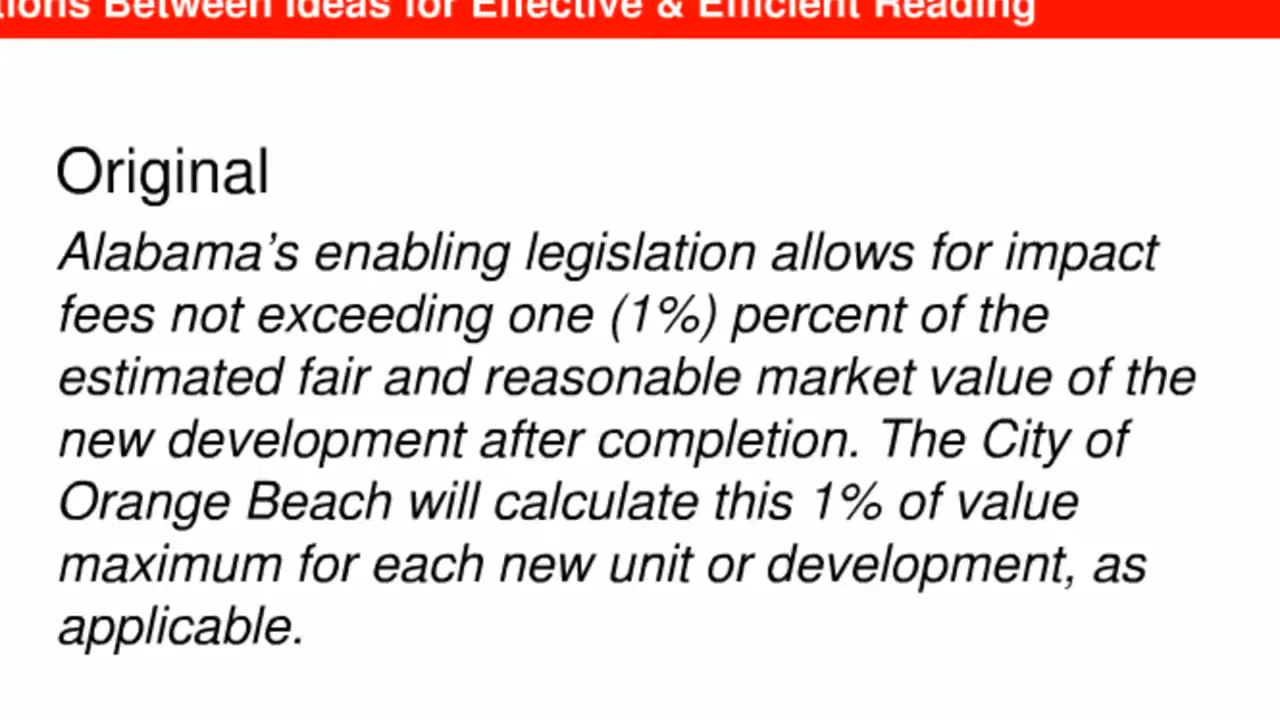 Between Ideas for Effective & Efficient Reading
Original
Alabama’s enabling legislation allows for impact
fees not exceeding one (1%) percent of the
estimated fair and reasonable market value of the
new development after completion. The City of
Orange Beach will calculate this 1% of value
maximum for each new unit or development, as
applicable.